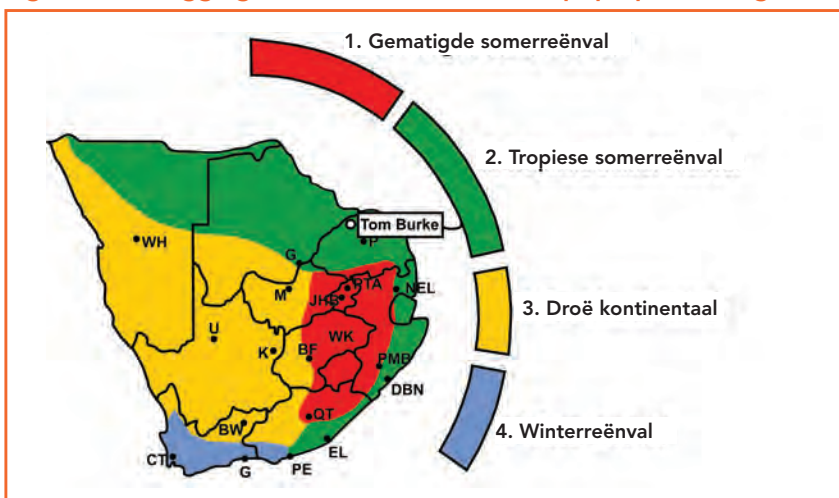 1. Gematigde somerreënval
2. Tropiese somerreënval
Tom Burke
P
WH
G
M
PTA
JHB
NEL
3. Droë kontinentaal
U
K
BF
WK
PMB
DBN
QT
BW
4. Winterreënval
EL
CT
G
PE